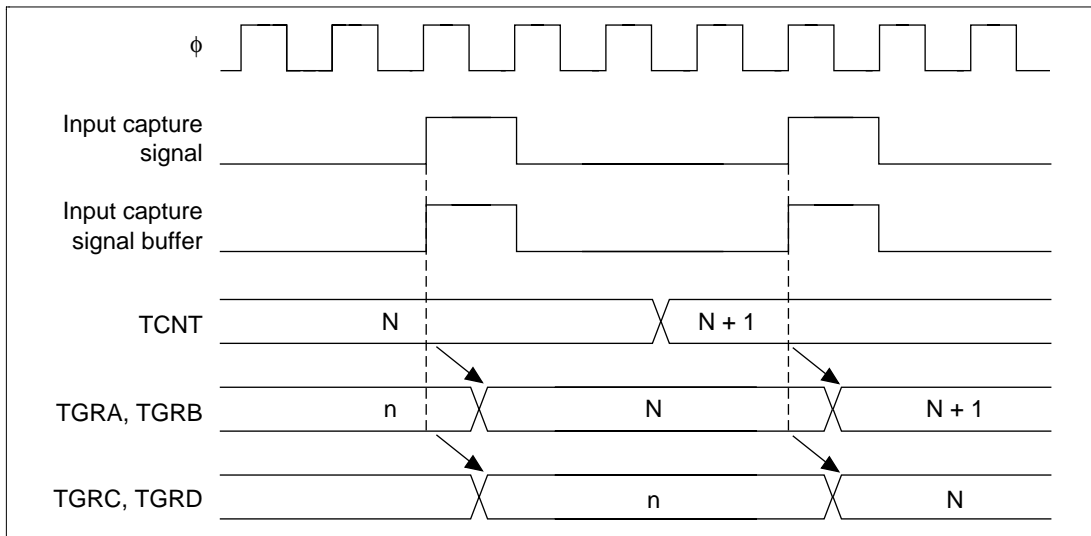 ϕ
Input capture
signal
Input capture
signal buffer
TCNT
N
N + 1
TGRA, TGRB
n
N
N + 1
TGRC, TGRD
n
N